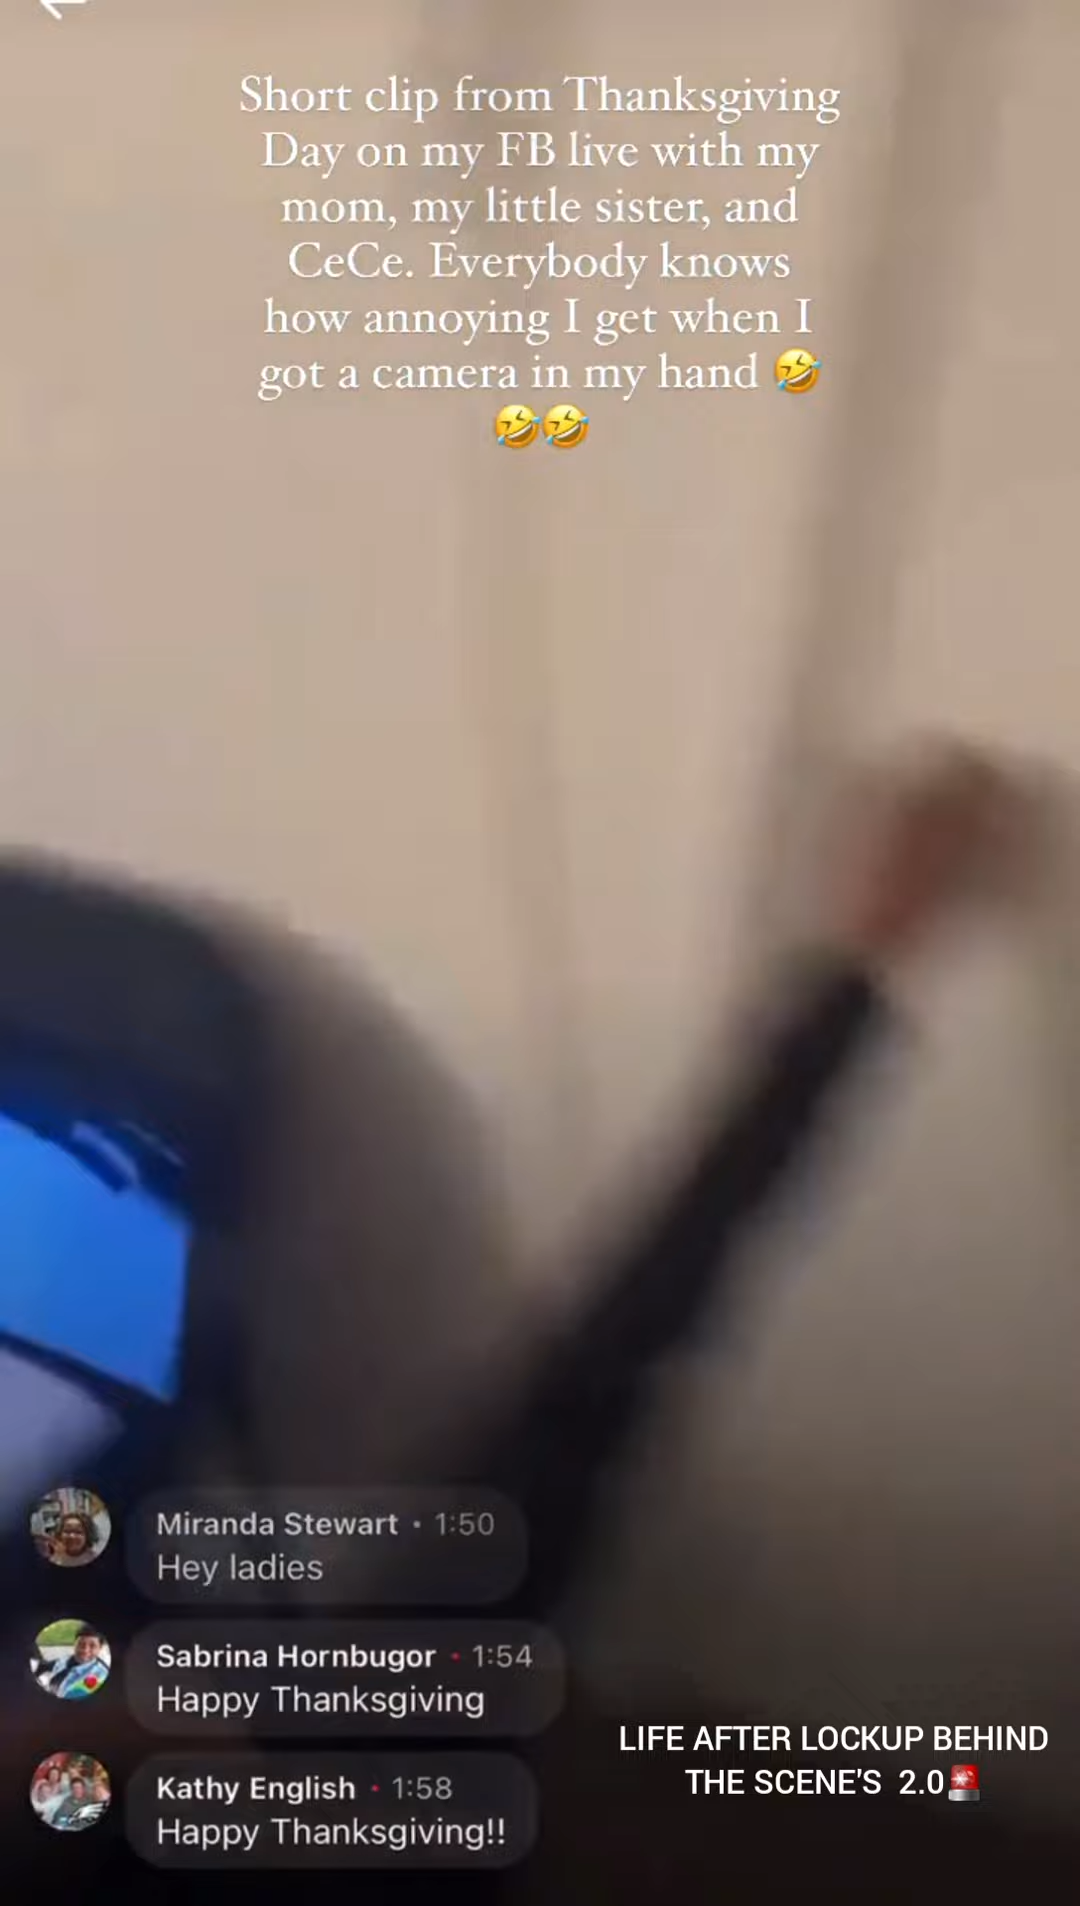 Short clip from Thanksgiving
Day on my FB live with my
mom, my little sister, and
CeCe. Everybody knows
how annoying I get when I
got a camera in my hand 🤣
🤣🤣
Miranda Stewart • 1:50
Hey ladies
Sabrina Hornbugor • 1:54
Happy Thanksgiving
Kathy English • 1:58
Happy Thanksgiving!!
LIFE AFTER LOCKUP BEHIND
THE SCENE'S 2.0🚨